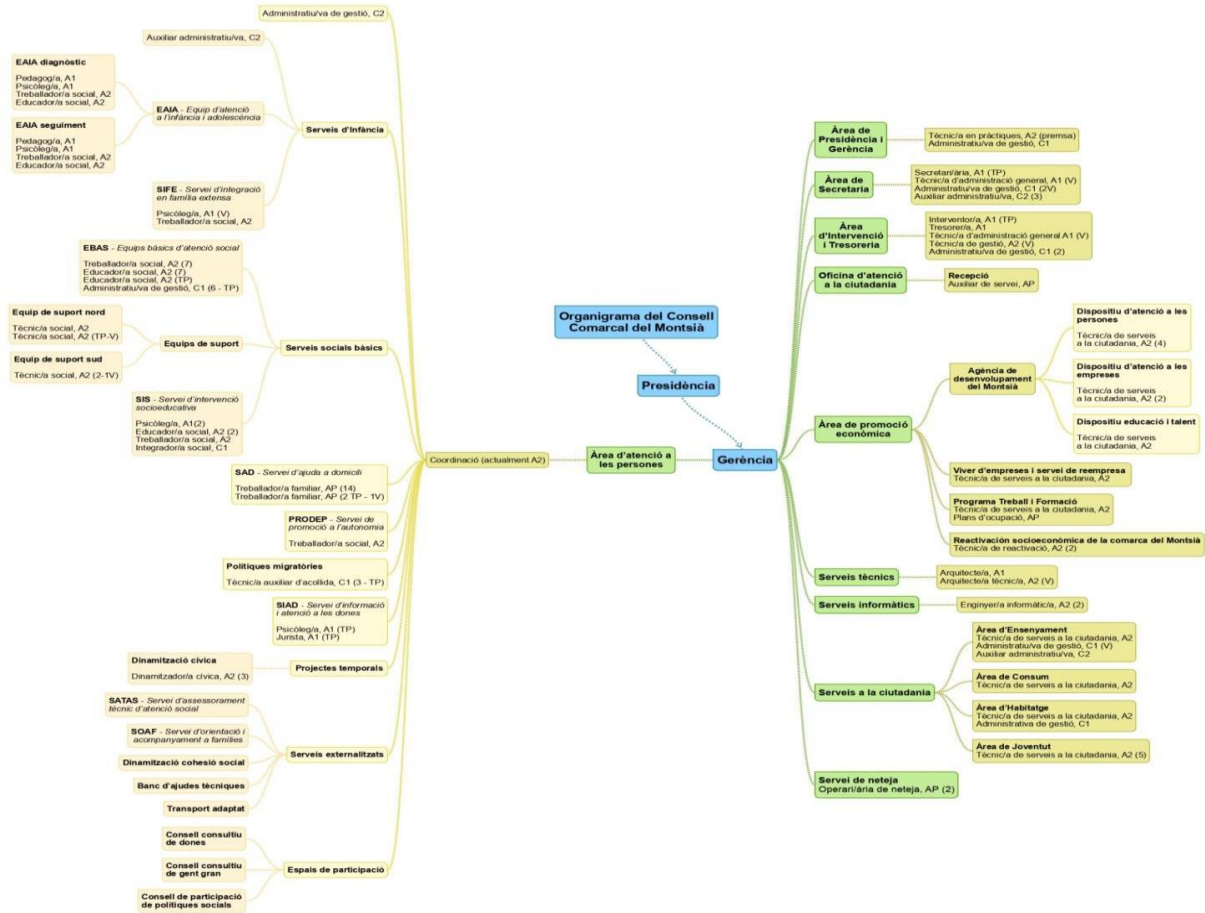 Administratiu/va de gestió, C2
Auxiliar administratiu/va, C2
EAIA diagnòstic
Pedagog/a, A1
Psicòleg/a, A1
Treballador/a social, A2
Educador/a social, A2
EAIA seguiment
Pedagog/a, A1
Psicòleg/a, A1
Treballador/a social, A2
Educador/a social, A2
EAIA - Equip d'atenció
a l'infància i adolescència
SIFE - Servei d'integració
en família extensa
Psicòleg/a, A1 (V)
Treballador/a social, A2
Serveis d'Infància
EBAS - Equips bàsics d'atenció social
Treballador/a social, A2 (7)
Educador/a social, A2 (7)
Educador/a social, A2 (TP)
Administratiu/va de gestió, C1 (6 - TP)
Equip de suport nord
Tècnic/a social, A2
Tècnic/a social, A2 (TP-V)
Equip de suport sud
Tècnic/a social, A2 (2-1V)
Equips de suport
SIS - Servei d'intervenció
socioeducativa
Psicòleg/a, A1(2)
Educador/a social, A2 (2)
Treballador/a social, A2
Integrador/a social, C1
Serveis socials bàsics
SAD - Servei d'ajuda a domicili
Treballador/a familiar, AP (14)
Treballador/a familiar, AP (2 TP - 1V)
PRODEP - Servei de
promoció a l'autonomia
Treballador/a social, A2
Polítiques migratòries
Tècnic/a auxiliar d'acollida, C1 (3 - TP)
SIAD - Servei d'informació
i atenció a les dones
Psicòleg/a, A1 (TP)
Jurista, A1 (TP)
Dinamització cívica
Dinamitzador/a cívica, A2 (3)
Projectes temporals
SATAS - Servei d'assessorament
tècnic d'atenció social
SOAF - Servei d'orientació i
acompanyament a famílies
Dinamització cohesió social
Banc d'ajudes tècniques
Transport adaptat
Serveis externalitzats
Consell consultiu
de dones
Consell consultiu
de gent gran
Consell de participació
de polítiques socials
Espais de participació
Coordinació (actualment A2)
Àrea d'atenció a
les persones
Organigrama del Consell
Comarcal del Montsià
Presidència
Gerència
Àrea de
Presidència i
Gerència
Tècnic/a en pràctiques, A2 (premsa)
Administratiu/va de gestió, C1
Àrea de
Secretaria
Secretari/ària, A1 (TP)
Tècnic/a d'administració general, A1 (V)
Administratiu/va de gestió, C1 (2V)
Auxiliar administratiu/va, C2 (3)
Àrea
d'Intervenció
i Tresoreria
Interventor/a, A1 (TP)
Tresorer/a, A1
Tècnic/a d'administració general A1 (V)
Tècnic/a de gestió, A2 (V)
Administratiu/va de gestió, C1 (2)
Oficina d'atenció
a la ciutadania
Recepció
Auxiliar de servei, AP
Àrea de promoció
econòmica
Agència de
desenvolupament
del Montsià
Dispositiu d'atenció a les
persones
Tècnic/a de serveis
a la ciutadania, A2 (4)
Dispositiu d'atenció a les
empreses
Tècnic/a de serveis
a la ciutadania, A2 (2)
Dispositiu educació i talent
Tècnic/a de serveis
a la ciutadania, A2
Viver d'empreses i servei de reempresa
Tècnic/a de serveis a la ciutadania, A2
Programa Treball i Formació
Tècnic/a de serveis a la ciutadania, A2
Plans d'ocupació, AP
Reactivación socioeconòmica de la comarca del Montsià
Tècnic/a de reactivació, A2 (2)
Serveis tècnics
Arquitecte/a, A1
Arquitecte/a tècnic/a, A2 (V)
Serveis informàtics
Enginyer/a informàtic/a, A2 (2)
Serveis a la ciutadania
Àrea d'Ensenyament
Tècnic/a de serveis a la ciutadania, A2
Administratiu/va de gestió, C1 (V)
Auxiliar administratiu/va, C2
Àrea de Consum
Tècnic/a de serveis a la ciutadania, A2
Àrea d'Habitatge
Tècnic/a de serveis a la ciutadania, A2
Administrativa de gestió, C1
Àrea de Joventut
Tècnic/a de serveis a la ciutadania, A2 (5)
Servei de neteja
Operari/ària de neteja, AP (2)